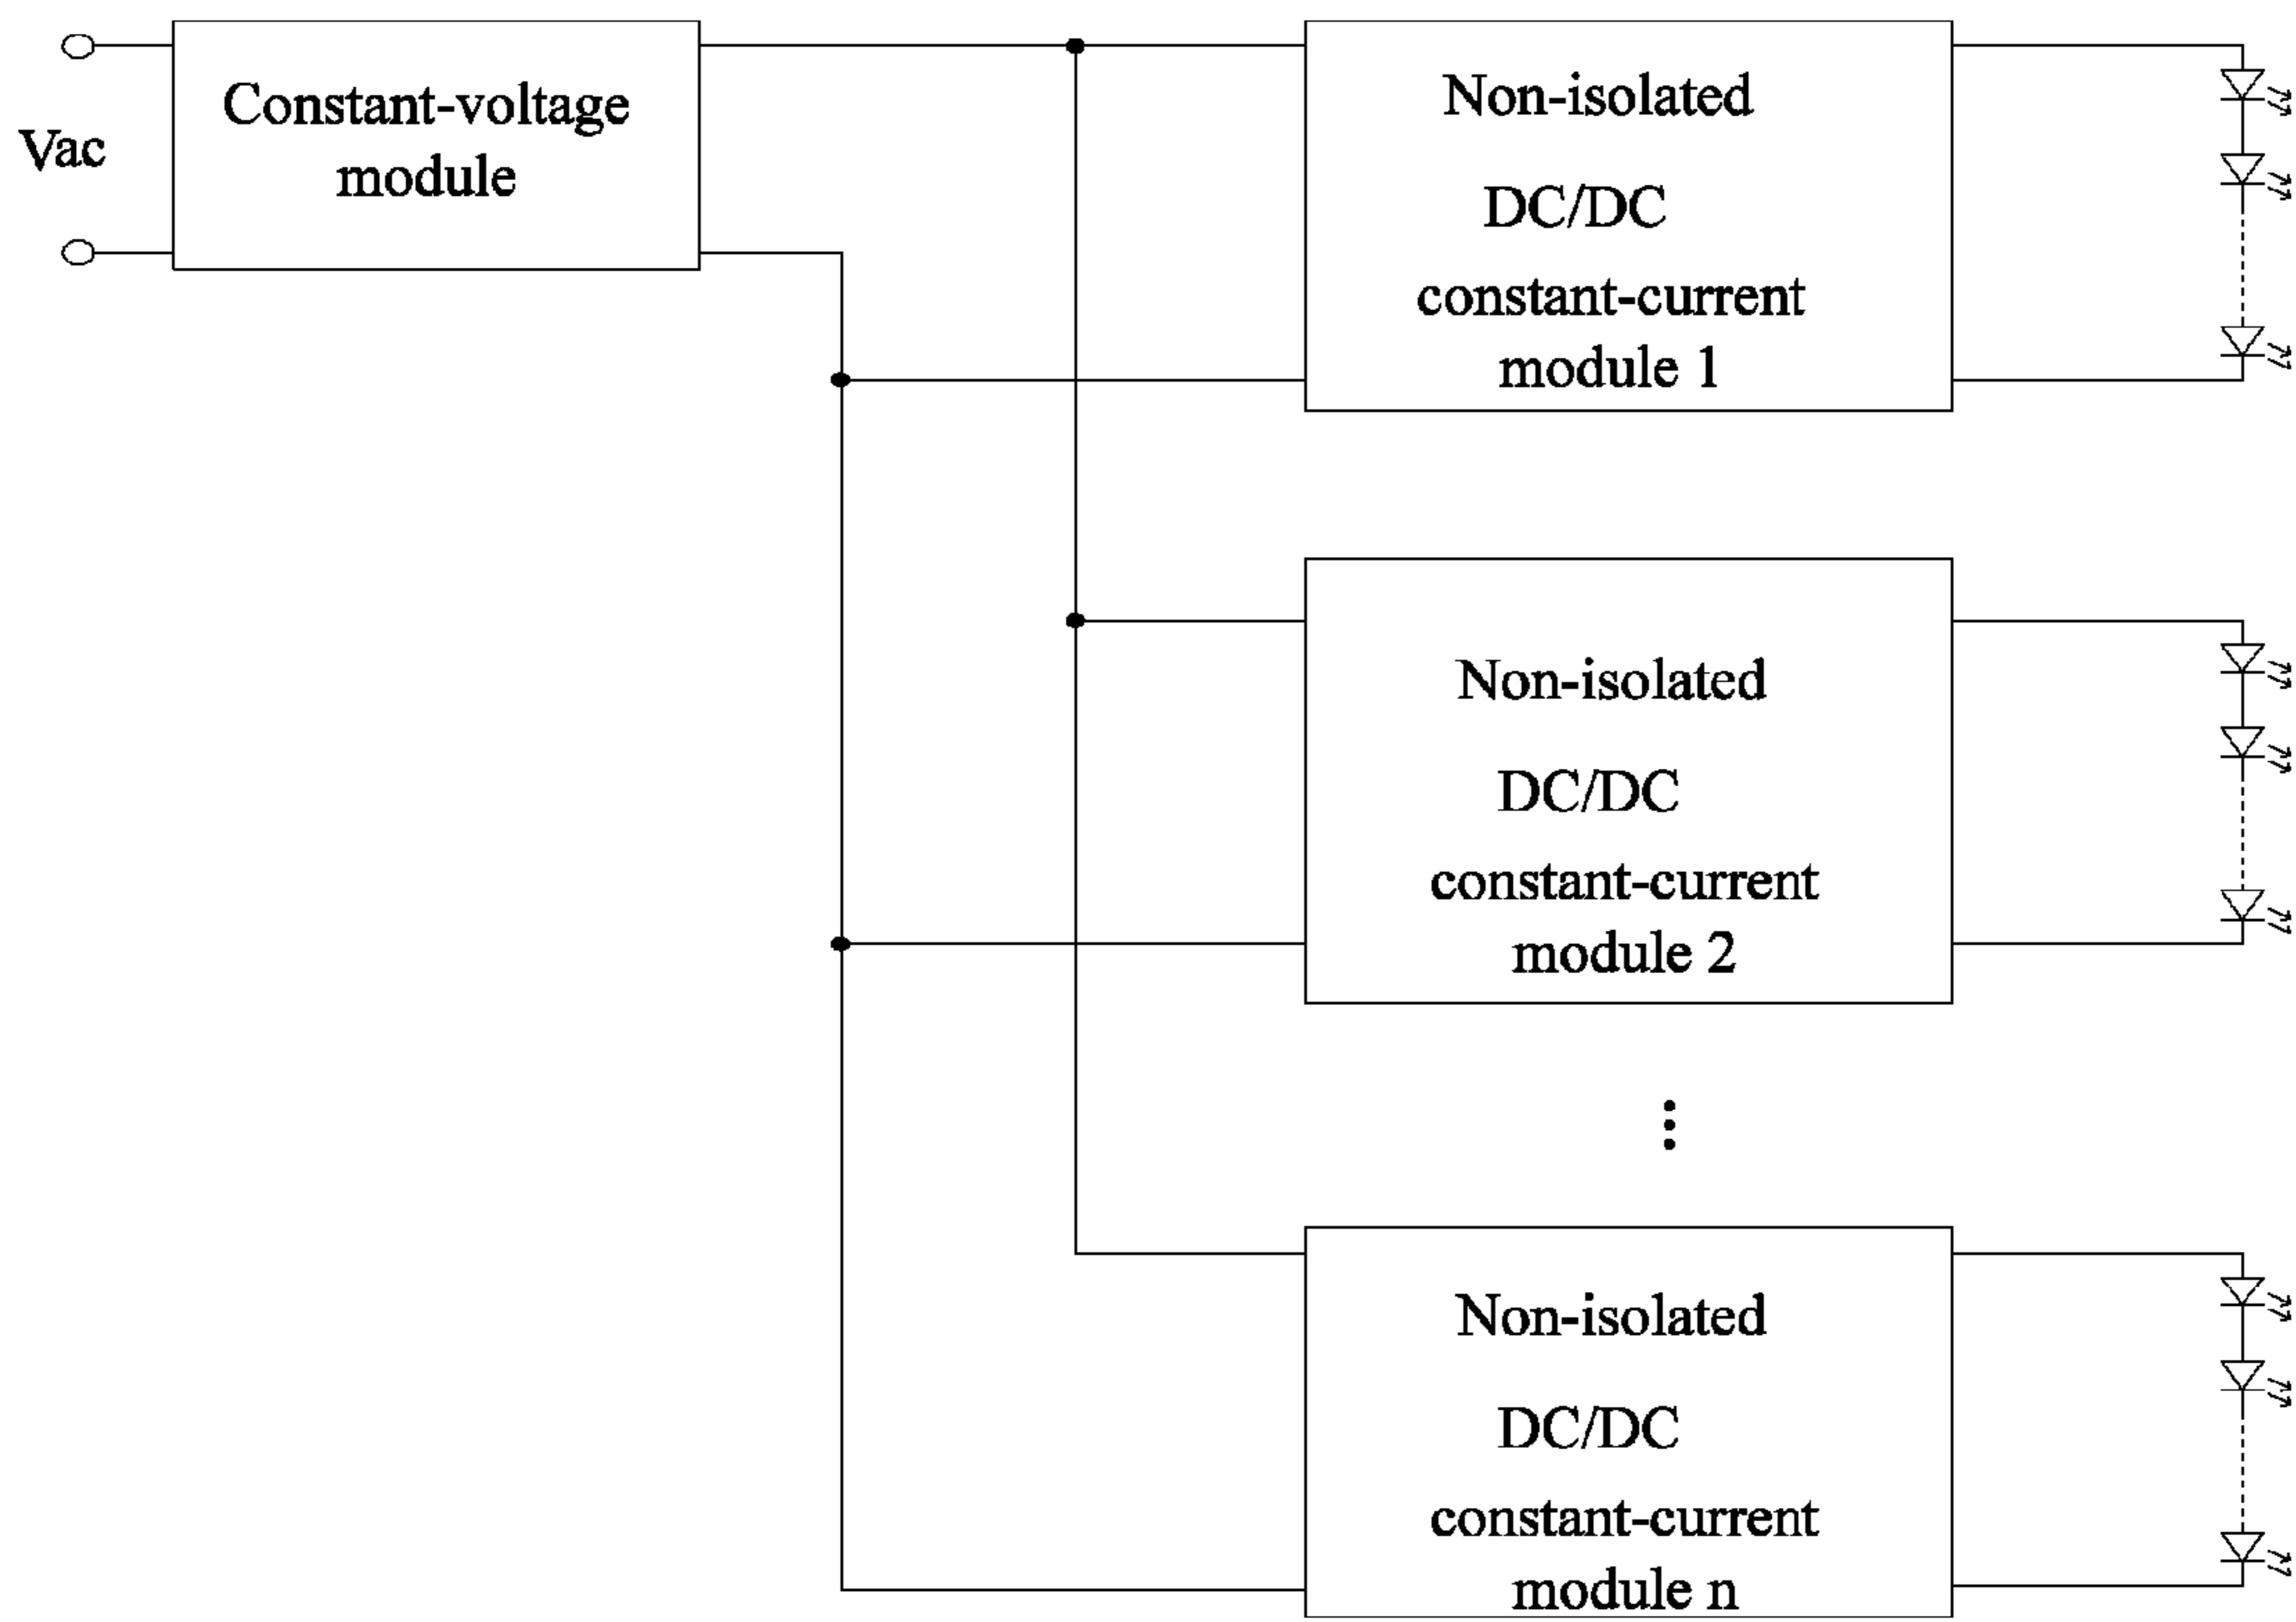 Vac
Constant-voltage
module
Non-isolated
DC/DC
constant-current
module 1
Non-isolated
DC/DC
constant-current
module 2
Non-isolated
DC/DC
constant-current
module n